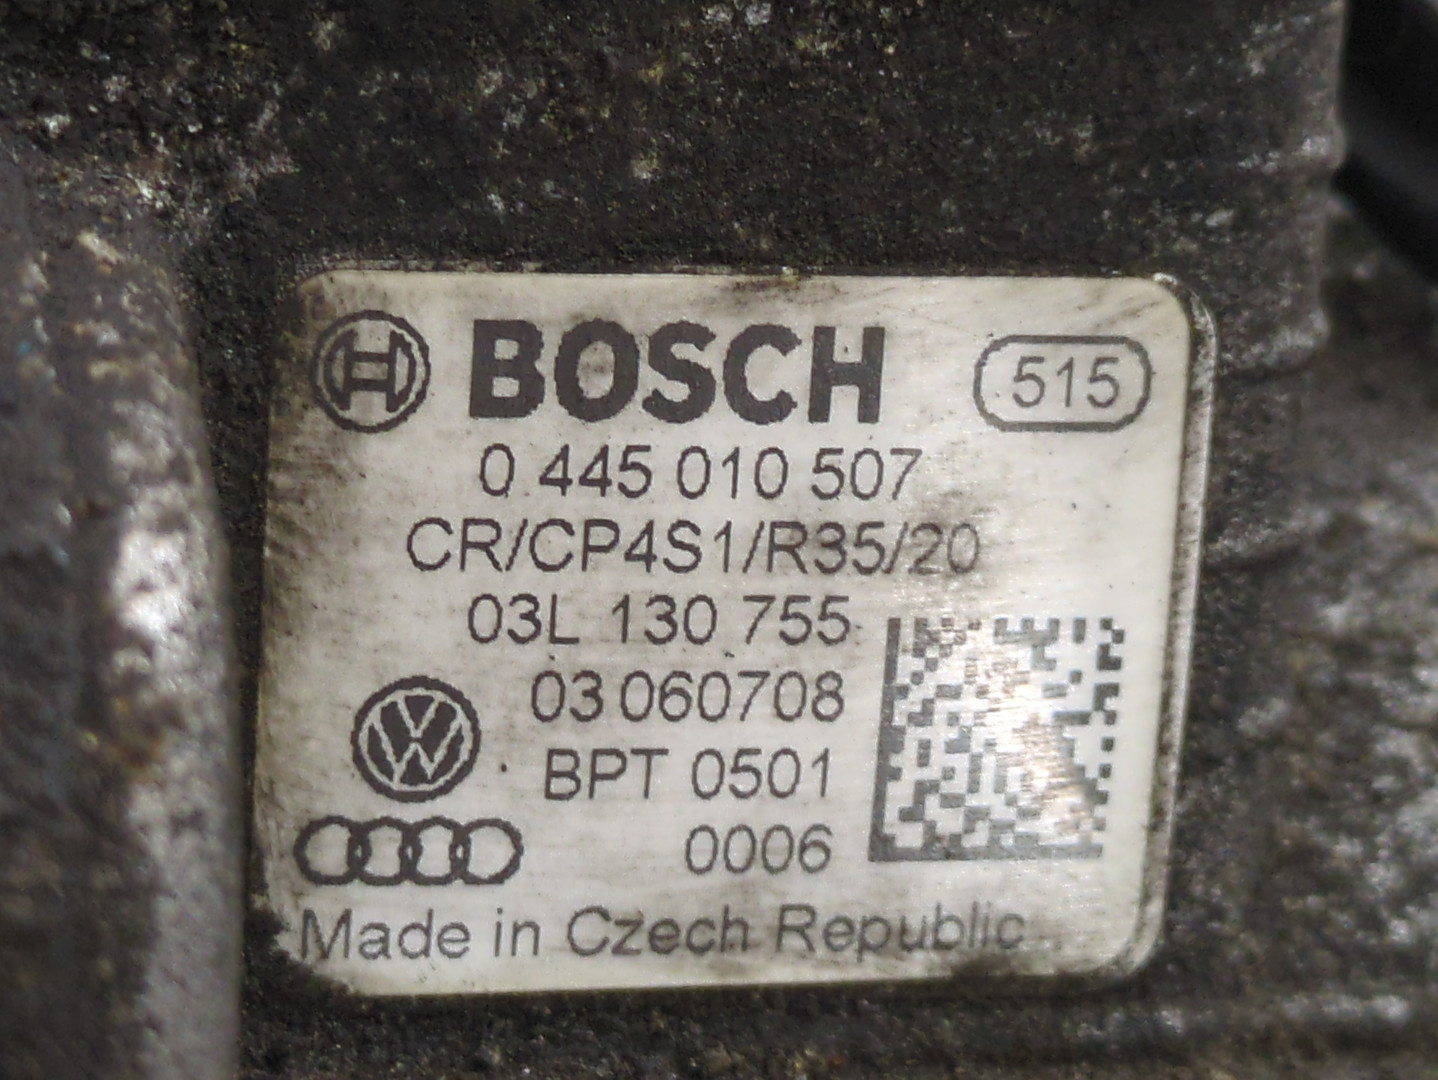 BOSCH 515
0 445 010 507
CR/CP4S1/R35/20
03L 130 755
03 060708
BPT 0501
0006
Made in Czech Republic